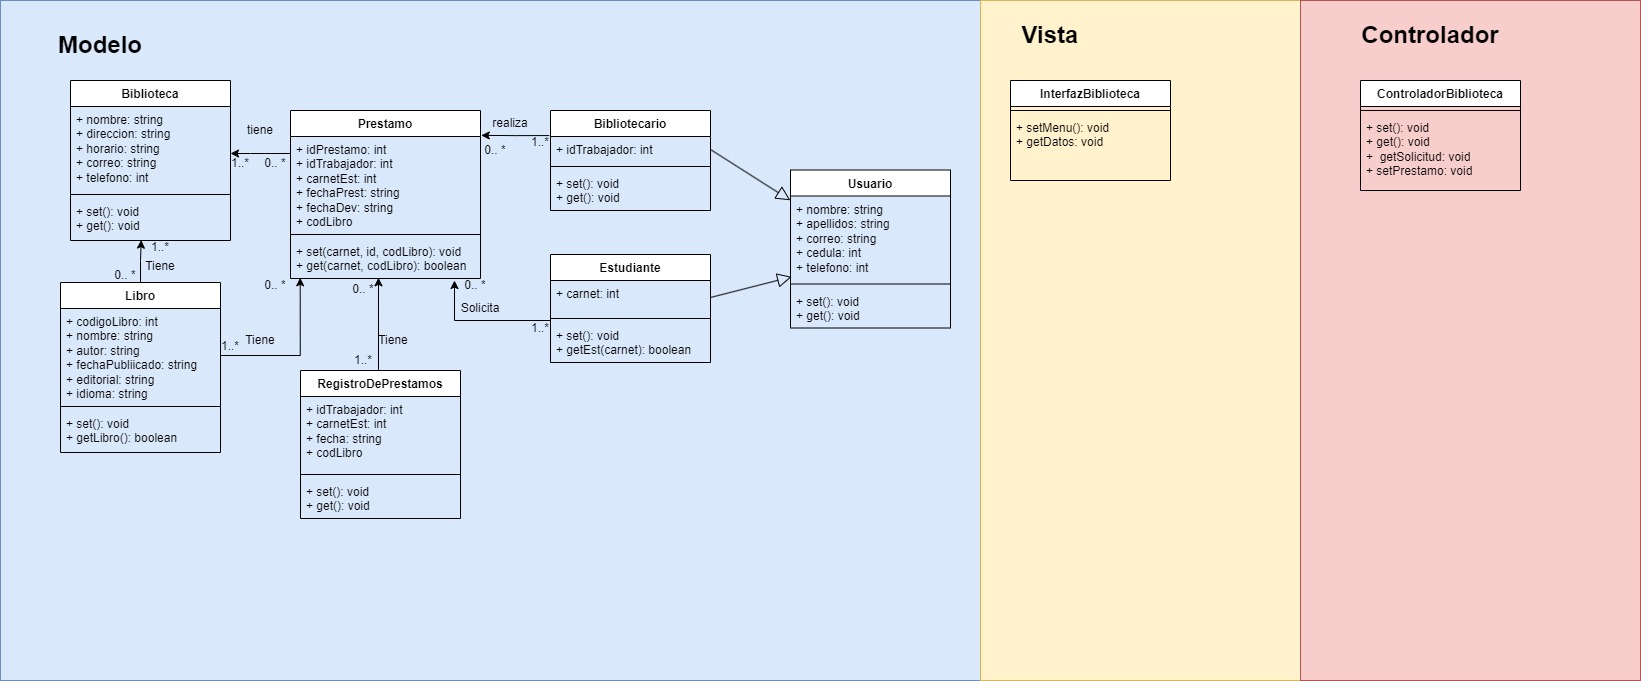 Modelo
Vista
Controlador
Biblioteca
+ nombre: string
+ direccion: string
+ horario: string
+ correo: string
+ telefono: int
+ set(): void
+ get(): void
tiene
1..*
0.. *
Prestamo
+ idPrestamo: int
+ idTrabajador: int
+ carnetEst: int
+ fechaPrest: string
+ fechaDev: string
+ codLibro
+ set(carnet, id, codLibro): void
+ get(carnet, codLibro): boolean
realiza
0.. *
1..*
Bibliotecario
+ idTrabajador: int
+ set(): void
+ get(): void
Usuario
+ nombre: string
+ apellidos: string
+ correo: string
+ cedula: int
+ telefono: int
+ set(): void
+ get(): void
Estudiante
+ carnet: int
+ set(): void
+ getEst(carnet): boolean
0.. *
Solicita
1..*
1..*
Tiene
0.. *
Libro
+ codigoLibro: int
+ nombre: string
+ autor: string
+ fechaPubliicado: string
+ editorial: string
+ idioma: string
+ set(): void
+ getLibro(): boolean
0.. *
1..*
Tiene
0.. *
Tiene
1..*
RegistroDePrestamos
+ idTrabajador: int
+ carnetEst: int
+ fecha: string
+ codLibro
+ set(): void
+ get(): void
InterfazBiblioteca
+ setMenu(): void
+ getDatos: void
ControladorBiblioteca
+ set(): void
+ get(): void
+ getSolicitud: void
+ setPrestamo: void